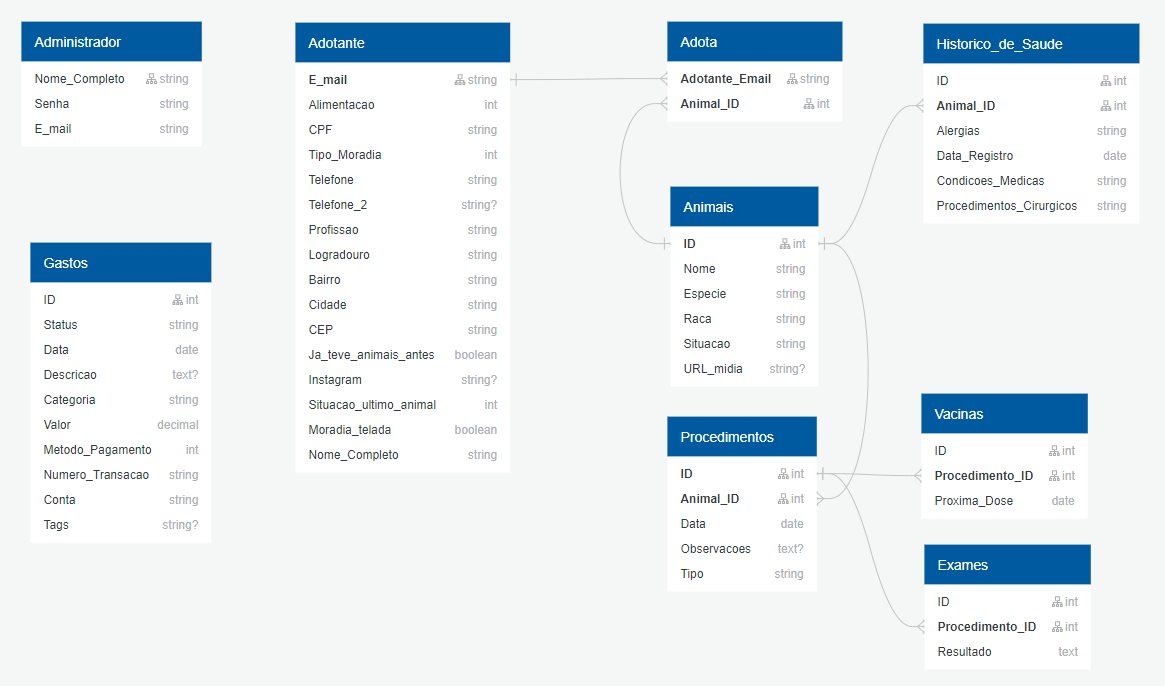 Administrador
Nome_Completo string
Senha string
E_mail string
Gastos
ID int
Status string
Data date
Descricao text?
Categoria string
Valor decimal
Metodo_Pagamento int
Numero_Transacao string
Conta string
Tags string?
Adotante
E_mail string
Alimentacao int
CPF string
Tipo_Moradia int
Telefone string
Telefone_2 string?
Profissao string
Logradouro string
Bairro string
Cidade string
CEP string
Ja_teve_animais_antes boolean
Instagram string?
Situacao_ultimo_animal int
Moradia_telada boolean
Nome_Completo string
Adota
Adotante_Email string
Animal_ID int
Animais
ID int
Nome string
Especie string
Raca string
Situacao string
URL_midia string?
Procedimentos
ID int
Animal_ID int
Data date
Observacoes text?
Tipo string
Historico_de_Saude
ID int
Animal_ID int
Alergias string
Data_Registro date
Condicoes_Medicas string
Procedimentos_Cirurgicos string
Vacinas
ID int
Procedimento_ID int
Proxima_Dose date
Exames
ID int
Procedimento_ID int
Resultado text